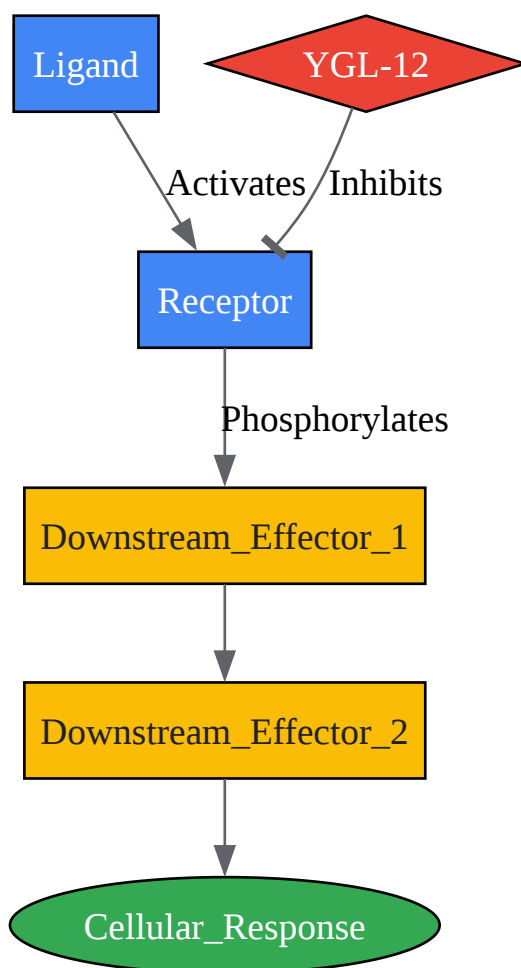 Ligand
YGL-12
Activates
Inhibits
Receptor
Phosphorylates
Downstream_Effector_1
Downstream_Effector_2
Cellular_Response